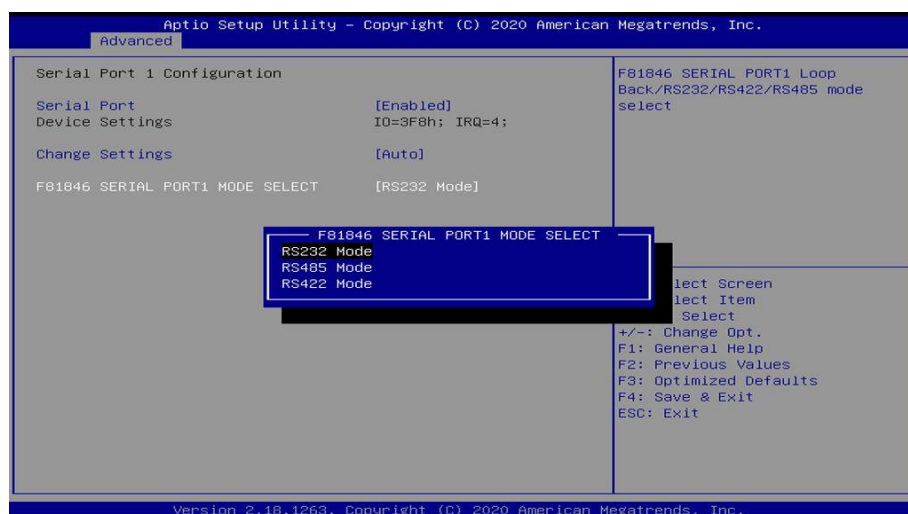 Aptio Setup Utility – Copyright (C) 2020 American Megatrends, Inc.
Advanced
Serial Port 1 Configuration
Serial Port [Enabled]
Device Settings IO=3F8h; IRQ=4;
Change Settings [Auto]
F81846 SERIAL PORT1 MODE SELECT [RS232 Mode]
F81846 SERIAL PORT1 MODE SELECT
RS232 Mode
RS485 Mode
RS422 Mode
F81846 SERIAL PORT1 Loop
Back/RS232/RS422/RS485 mode
select
lect Screen
lect Item
Select
+/-: Change Opt.
F1: General Help
F2: Previous Values
F3: Optimized Defaults
F4: Save & Exit
ESC: Exit
Version 2.18.1263. Copyright (C) 2020 American Megatrends, Inc.